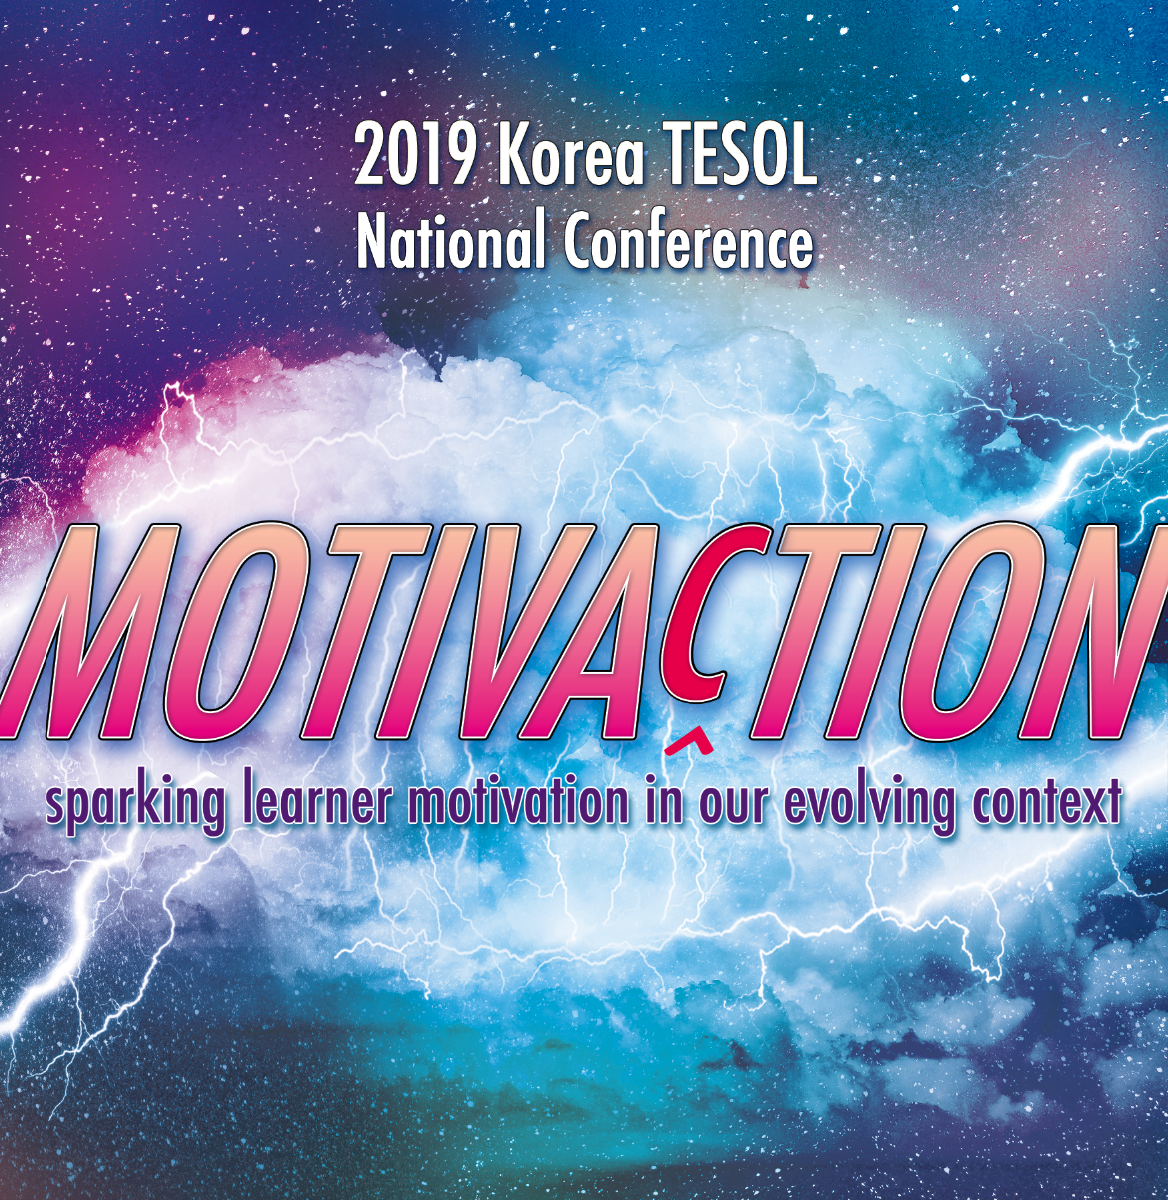 2019 Korea TESOL
National Conference
MOTIVACTION
sparking learner motivation in our evolving context